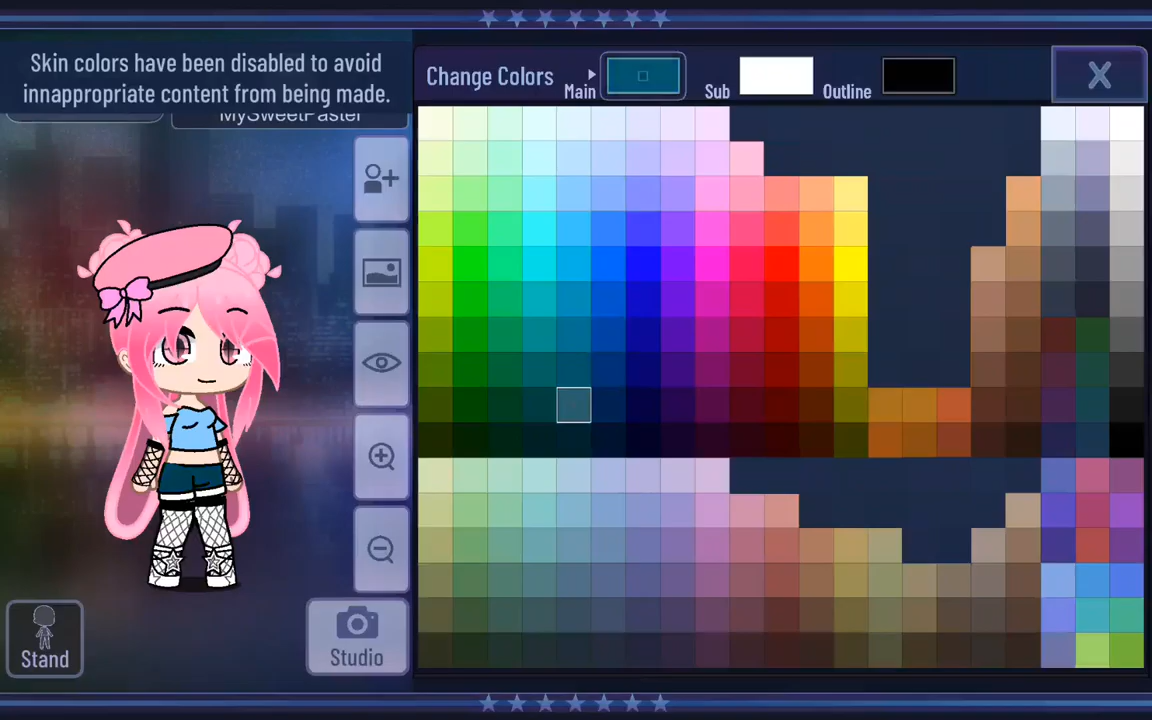 Skin colors have been disabled to avoid
innappropriate content from being made.
MySweetPastel
Change Colors
Main
Sub
Outline
X
Stand
Studio